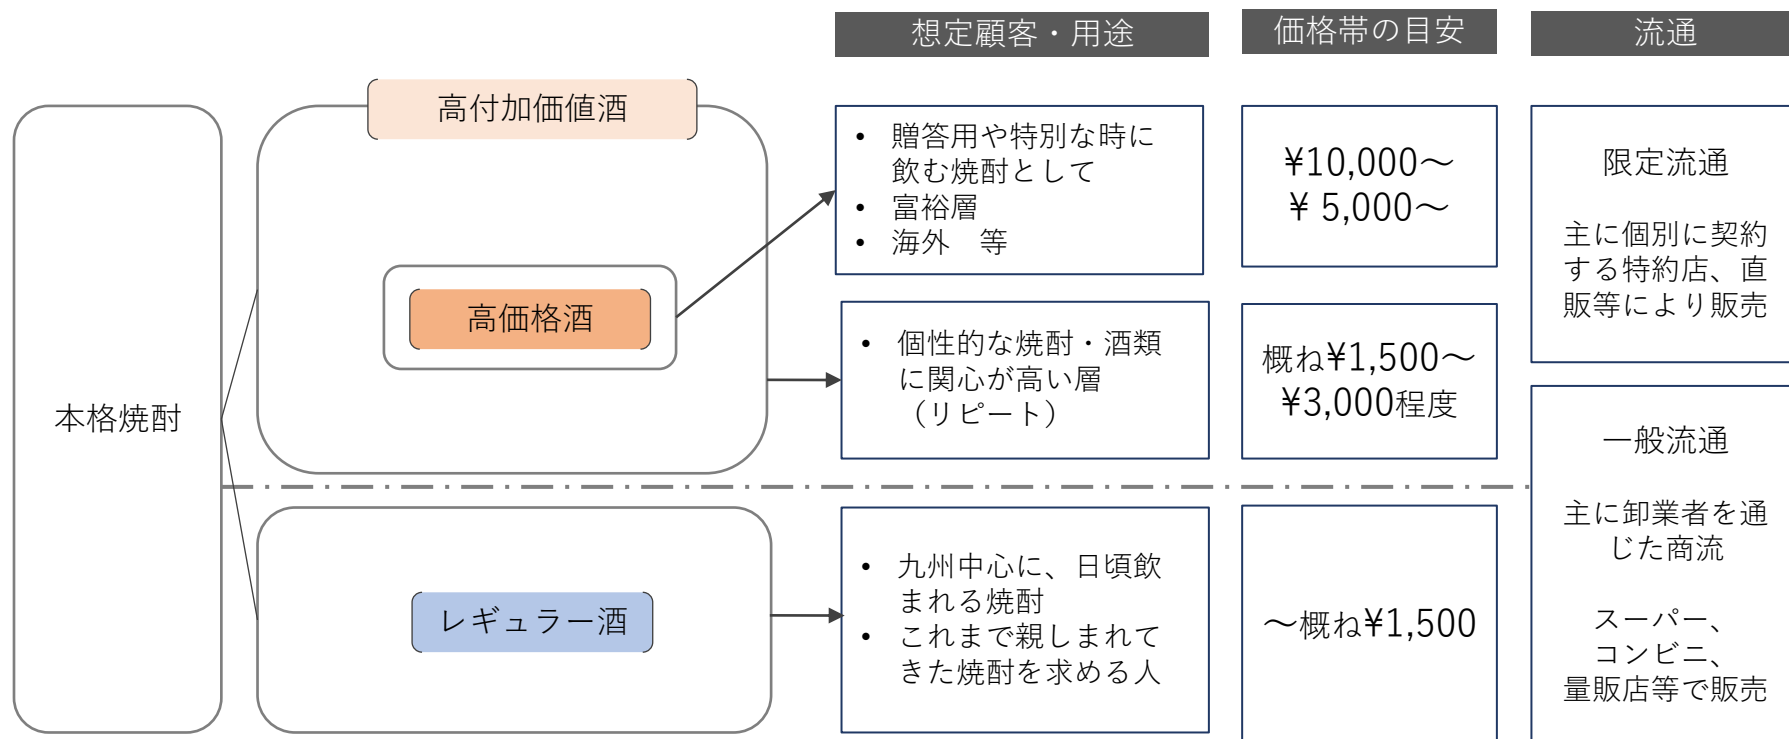 想定顧客・用途
価格帯の目安
流通
本格焼酎
高付加価値酒
高価格酒
• 贈答用や特別な時に
飲む焼酎として
• 富裕層
• 海外　等
¥10,000～
¥ 5,000～
限定流通
主に個別に契約
する特約店、直
販等により販売
• 個性的な焼酎・酒類
に関心が高い層
（リピート）
概ね¥1,500～
¥3,000程度
一般流通
主に卸業者を通
じた商流
スーパー、
コンビニ、
量販店等で販売
レギュラー酒
• 九州中心に、日頃飲
まれる焼酎
• これまで親しまれて
きた焼酎を求める人
～概ね¥1,500